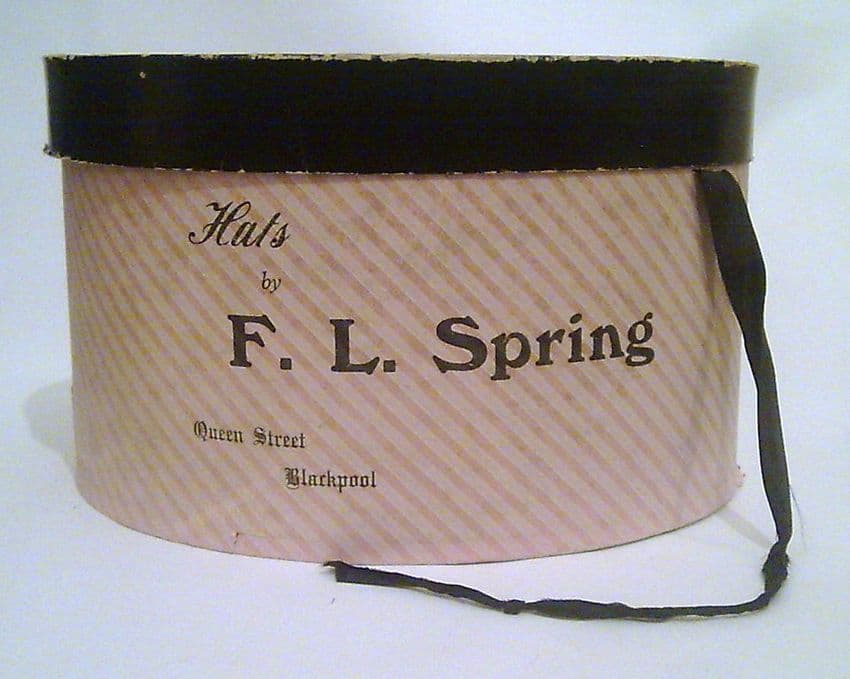 Hats
by
F. L. Spring
Queen Street
Blackpool